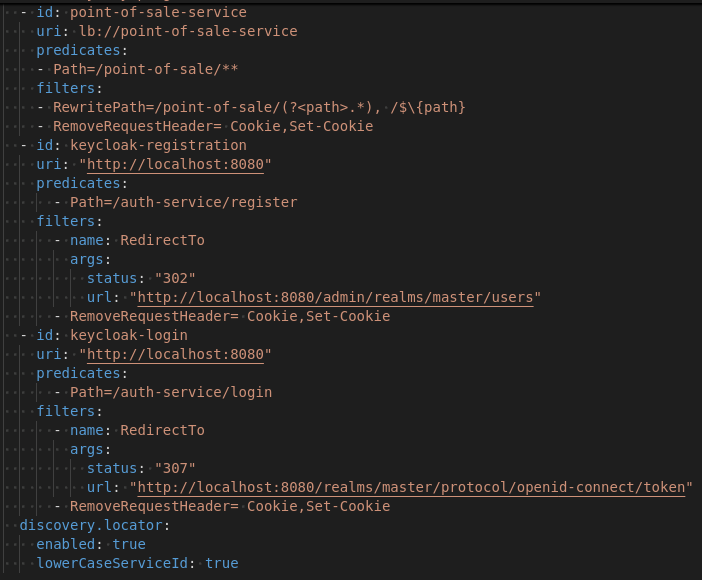 - id: point-of-sale-service
uri: lb://point-of-sale-service
predicates:
- Path=/point-of-sale/**
filters:
- RewritePath=/point-of-sale/(?<path>.*), /$\{path}
- RemoveRequestHeader= Cookie,Set-Cookie
- id: keycloak-registration
uri: "http://localhost:8080"
predicates:
- Path=/auth-service/register
filters:
- name: RedirectTo
args:
status: "302"
url: "http://localhost:8080/admin/realms/master/users"
- RemoveRequestHeader= Cookie,Set-Cookie
- id: keycloak-login
uri: "http://localhost:8080"
predicates:
- Path=/auth-service/login
filters:
- name: RedirectTo
args:
status: "307"
url: "http://localhost:8080/realms/master/protocol/openid-connect/token"
- RemoveRequestHeader= Cookie,Set-Cookie
discovery.locator:
enabled: true
lowerCaseServiceId: true